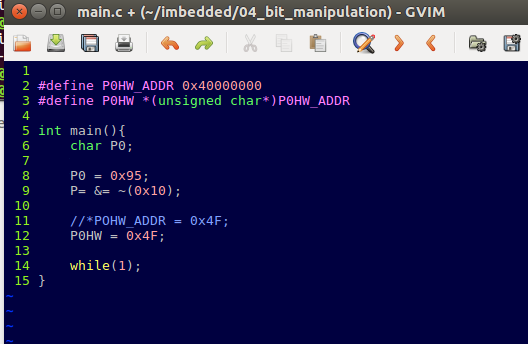 main.c + (~/imbedded/04_bit_manipulation) - GVIM
1
2 #define P0HW_ADDR 0x40000000
3 #define P0HW *(unsigned char*)P0HW_ADDR
4
5 int main(){
6     char P0;
7
8     P0 = 0x95;
9     P= &= ~(0x10);
10
11     //*POHW_ADDR = 0x4F;
12     P0HW = 0x4F;
13
14     while(1);
15 }
~
~
~
~